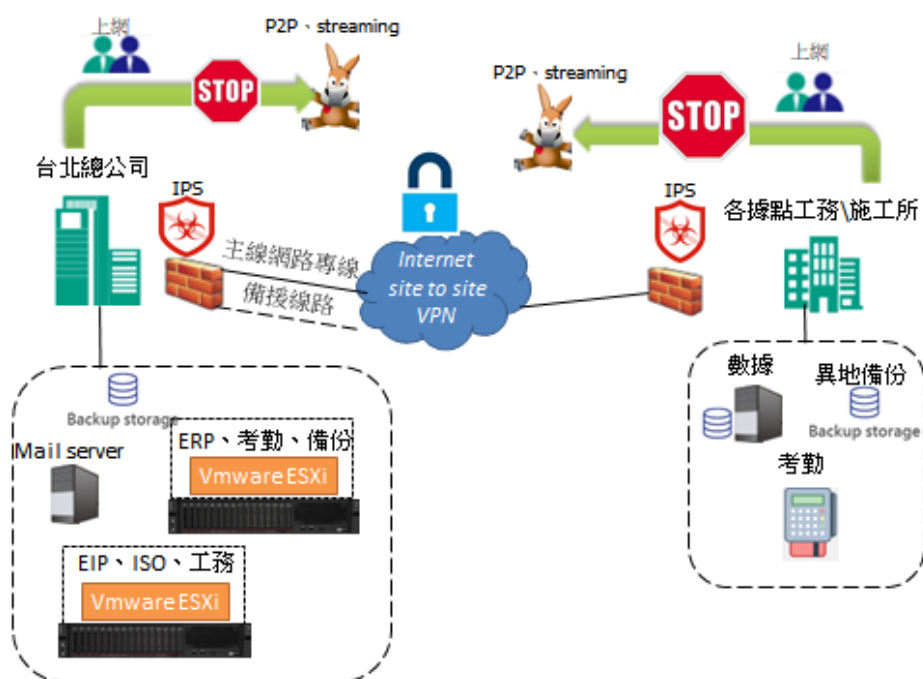 上網
P2P、streaming
STOP
台北總公司
IPS
主線網路專線
備援線路
Internet
site to site
VPN
上網
P2P、streaming
STOP
IPS
各據點工務\施工所
Backup storage
Mail server
ERP、考勤、備份
Vmware ESXi
EIP、ISO、工務
Vmware ESXi
數據
異地備份
Backup storage
考勤